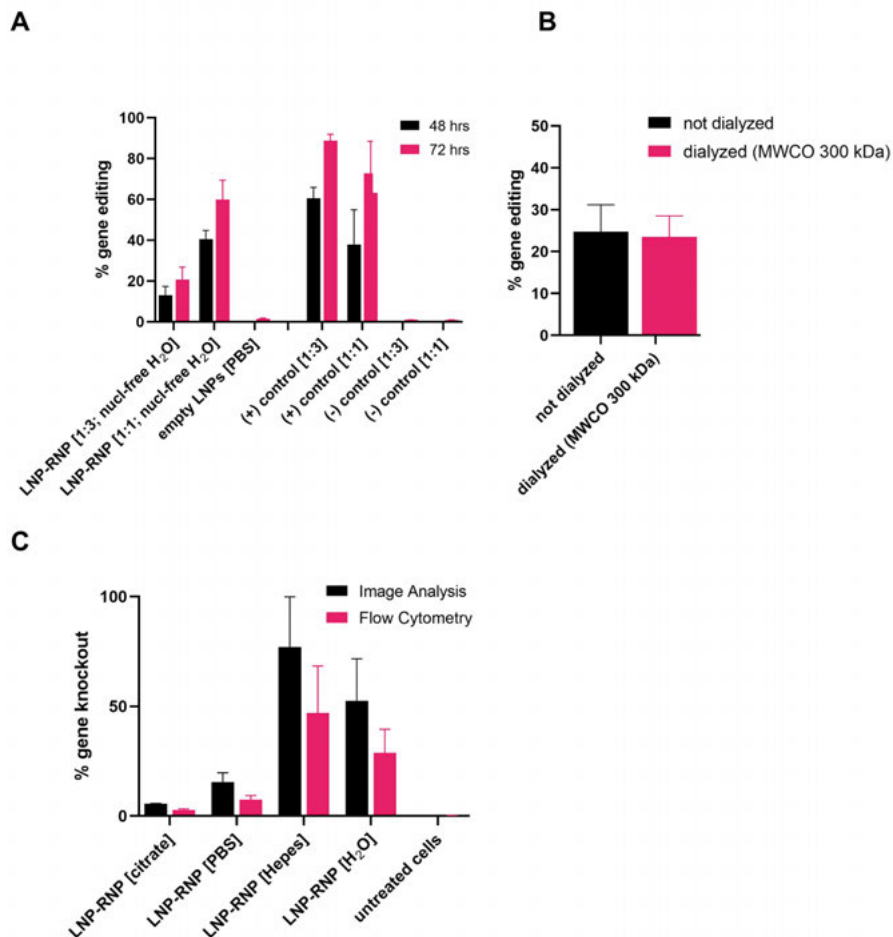 A
48 hrs
72 hrs
% gene editing
100
80
60
40
20
0
LNP-RNP [1:3; nucl-free H₂O]
LNP-RNP [1:1; nucl-free H₂O]
empty LNPs [PBS]
(+) control [1:3]
(+) control [1:1]
(-) control [1:3]
(-) control [1:1]
B
not dialyzed
dialyzed (MWCO 300 kDa)
% gene editing
50
40
30
20
10
0
not dialyzed
dialyzed (MWCO 300 kDa)
C
Image Analysis
Flow Cytometry
% gene knockout
100
50
0
LNP-RNP [citrate]
LNP-RNP [PBS]
LNP-RNP [Hepes]
LNP-RNP [H₂O]
untreated cells